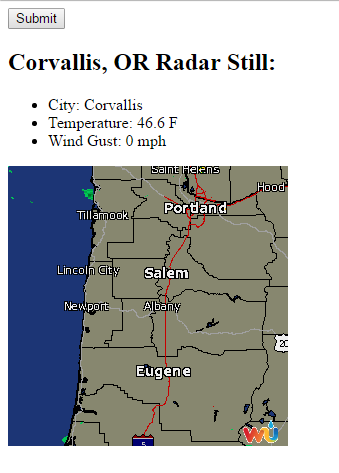 Submit
Corvallis, OR Radar Still:
City: Corvallis
Temperature: 46.6 F
Wind Gust: 0 mph
Saint Helens
Hood
Portland
Tillamook
Lincoln City
Salem
Newport
Albany
20
Eugene
5
WU